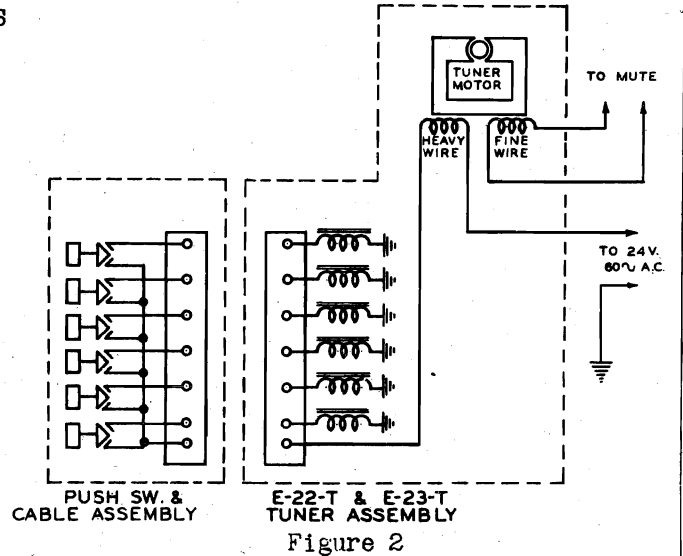 S
TUNER
MOTOR
TO MUTE
HEAVY
WIRE
FINE
WIRE
TO 24V.
60∿ A.C.
PUSH SW. &
CABLE ASSEMBLY
E-22-T & E-23-T
TUNER ASSEMBLY
Figure 2